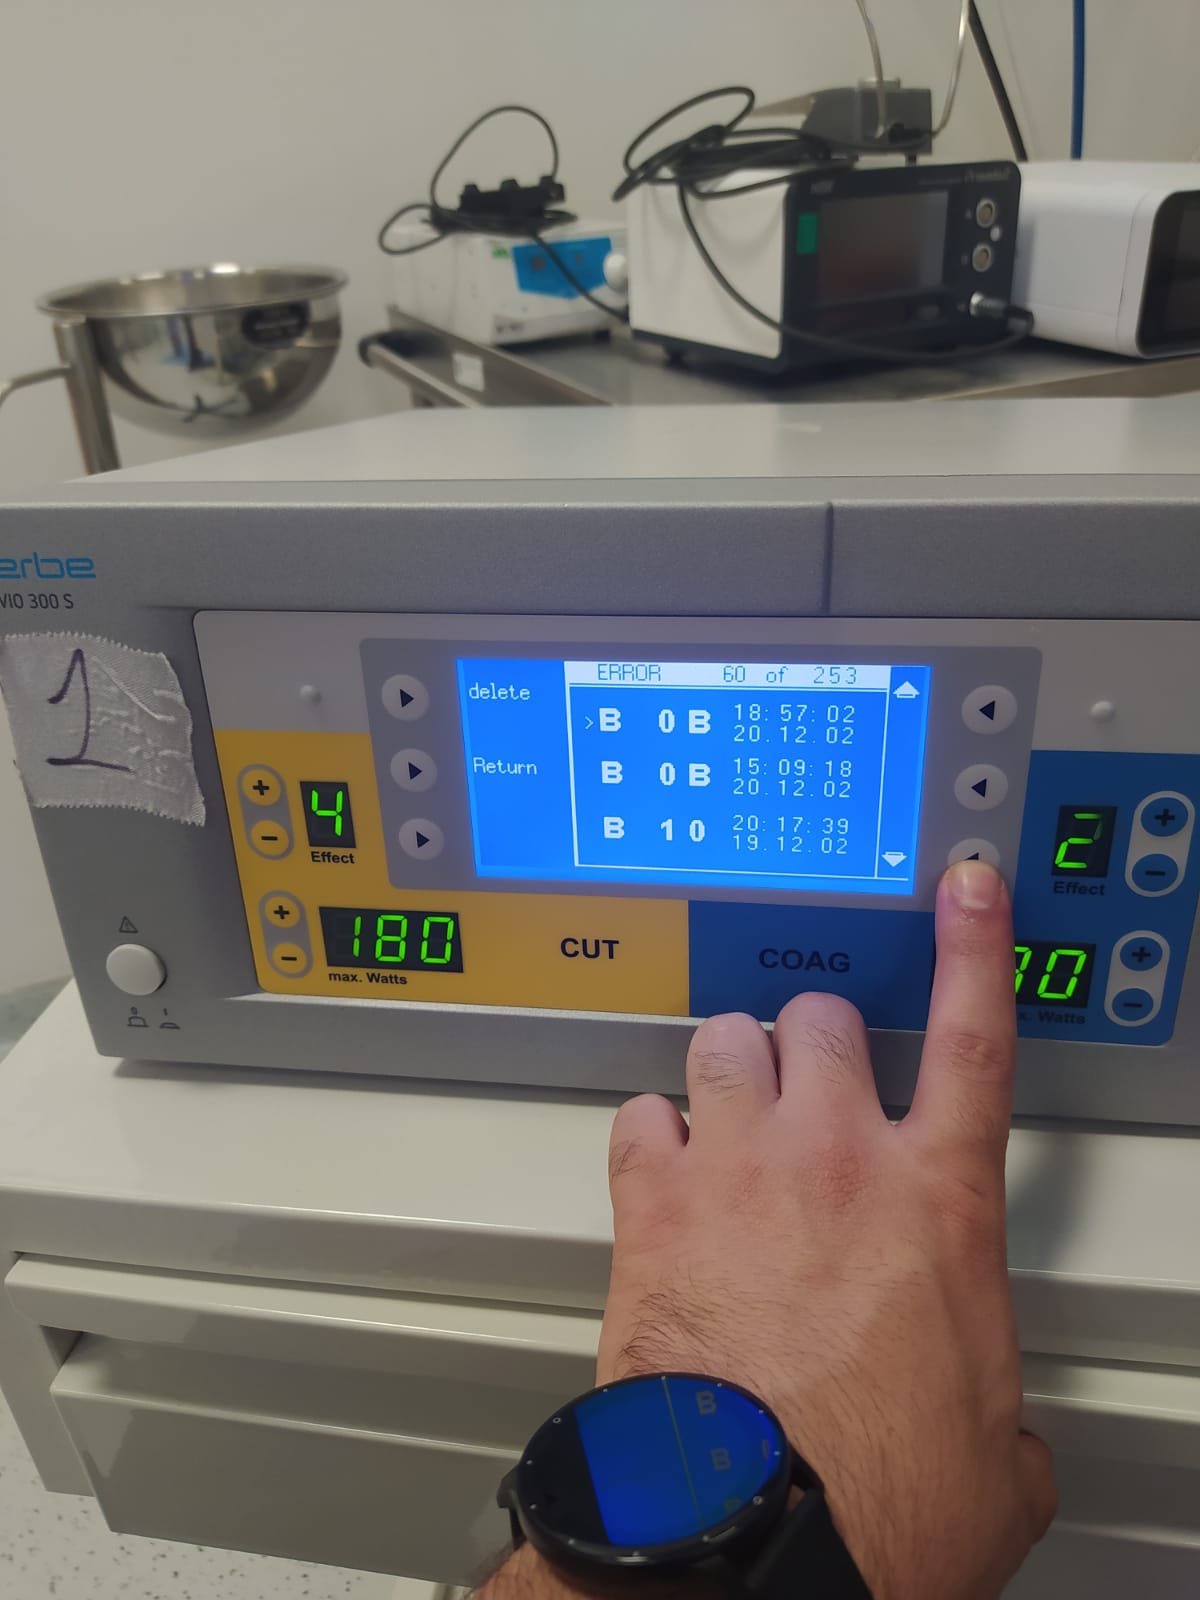 erbe
VIO 300 S
1
ERROR 60 of 253
delete
>B 0B 18:57:02
20.12.02
Return
B 0B 15:09:18
20.12.02
B 10 20:17:39
19.12.02
4
Effect
2
Effect
180
max. Watts
CUT
COAG
Watts
B
B